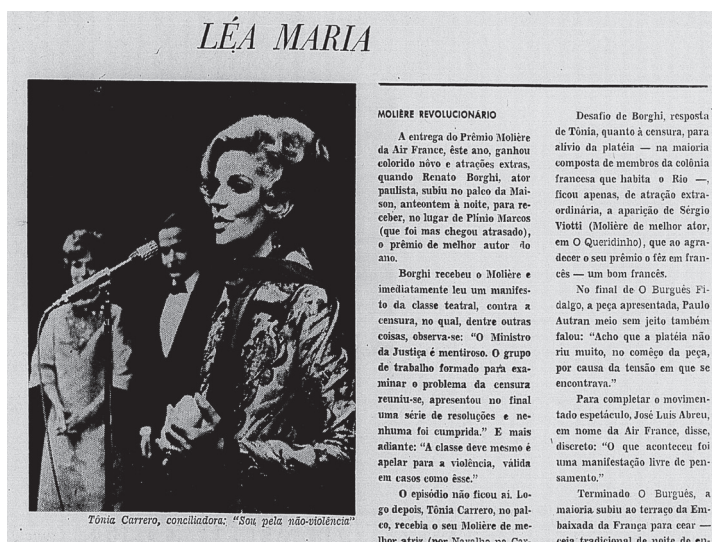 LÉA MARIA
Tônia Carrero, conciliadora: "Sou pela não-violência"
MOLIÈRE REVOLUCIONÁRIO
A entrega do Prêmio Molière
da Air France, êste ano, ganhou
colorido nôvo e atrações extras,
quando Renato Borghi, ator
paulista, subiu no palco da Mai-
son, anteontem à noite, para re-
ceber, no lugar de Plínio Marcos
(que foi mas chegou atrasado),
o prêmio de melhor autor do
ano.
Borghi recebeu o Molière e
imediatamente leu um manifes-
to da classe teatral, contra a
censura, no qual, dentre outras
coisas, observa-se: "O Ministro
da Justiça é mentiroso. O grupo
de trabalho formado para exa-
minar o problema da censura
reuniu-se, apresentou no final
uma série de resoluções e ne-
nhuma foi cumprida." E mais
adiante: "A classe deve mesmo é
apelar para a violência, válida
em casos como êsse."
O episódio não ficou aí. Lo-
go depois, Tônia Carrero, no pal-
co, recebia o seu Molière de me-
lhor atriz (por Navalha na Car-
Desafio de Borghi, resposta
de Tônia, quanto à censura, para
alívio da platéia — na maioria
composta de membros da colônia
francesa que habita o Rio —,
ficou apenas, de atração extra-
ordinária, a aparição de Sérgio
Viotti (Molière de melhor ator,
em O Queridinho), que ao agra-
decer o seu prêmio o fêz em fran-
cês — um bom francês.
No final de O Burguês Fi-
dalgo, a peça apresentada, Paulo
Autran meio sem jeito também
falou: "Acho que a platéia não
riu muito, no comêço da peça,
por causa da tensão em que se
encontrava."
Para completar o movimen-
tado espetáculo, José Luís Abreu,
em nome da Air France, disse,
discreto: "O que aconteceu foi
uma manifestação livre de pen-
samento."
Terminado O Burguês, a
maioria subiu ao terraço da Em-
baixada da França para cear —
ceia tradicional de noite de en-